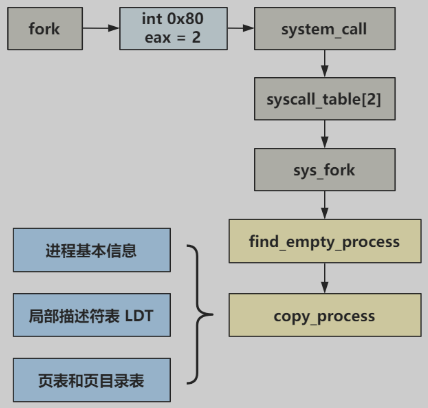 fork
int 0x80
eax = 2
system_call
syscall_table[2]
sys_fork
find_empty_process
copy_process
进程基本信息
局部描述符表 LDT
页表和页目录表